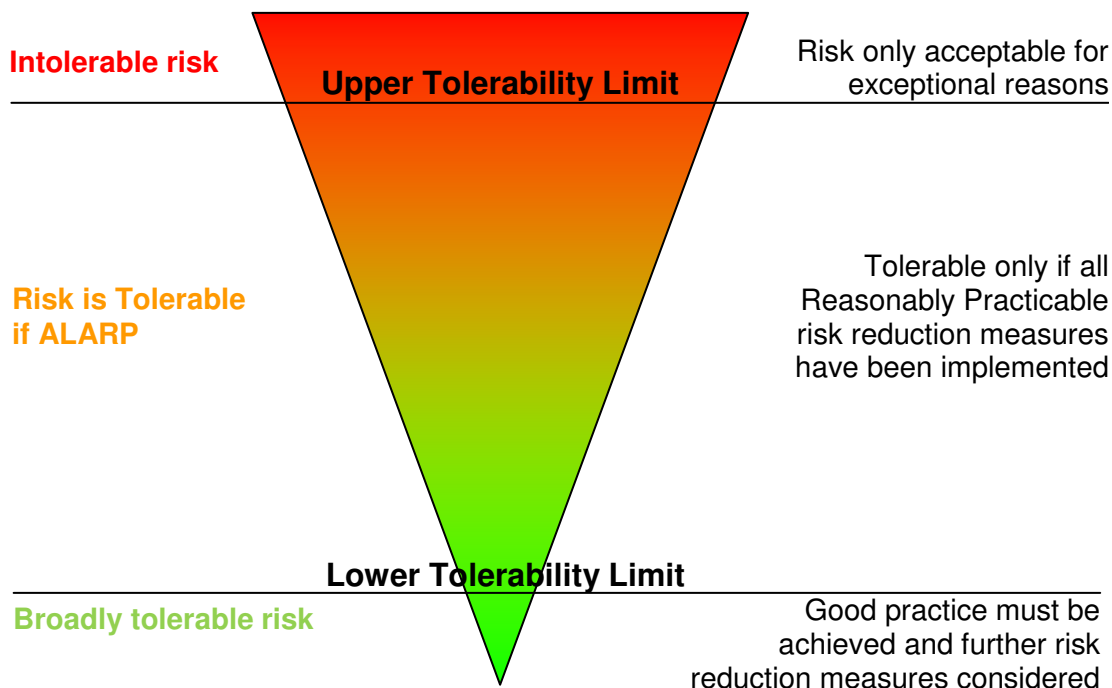 Intolerable risk
Upper Tolerability Limit
Risk only acceptable for
exceptional reasons
Risk is Tolerable
if ALARP
Tolerable only if all
Reasonably Practicable
risk reduction measures
have been implemented
Lower Tolerability Limit
Broadly tolerable risk
Good practice must be
achieved and further risk
reduction measures considered